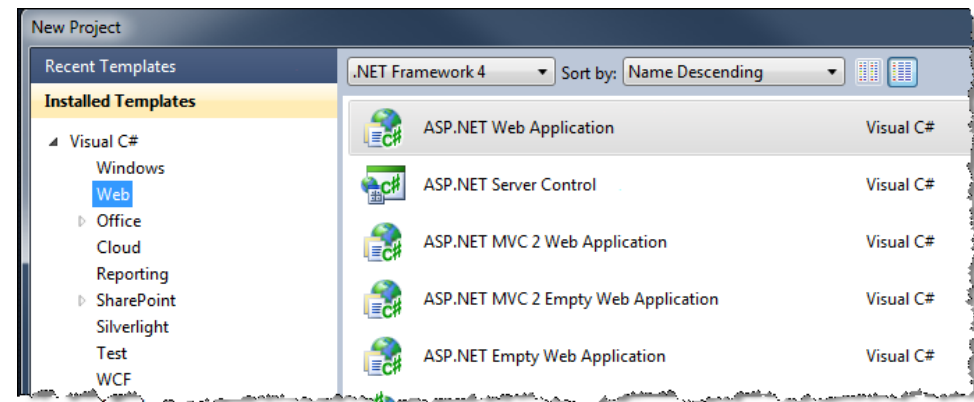 New Project
Recent Templates
Installed Templates
Visual C#
Windows
Web
Office
Cloud
Reporting
SharePoint
Silverlight
Test
WCF
.NET Framework 4 Sort by: Name Descending
ASP.NET Web Application Visual C#
ASP.NET Server Control Visual C#
ASP.NET MVC 2 Web Application Visual C#
ASP.NET MVC 2 Empty Web Application Visual C#
ASP.NET Empty Web Application Visual C#